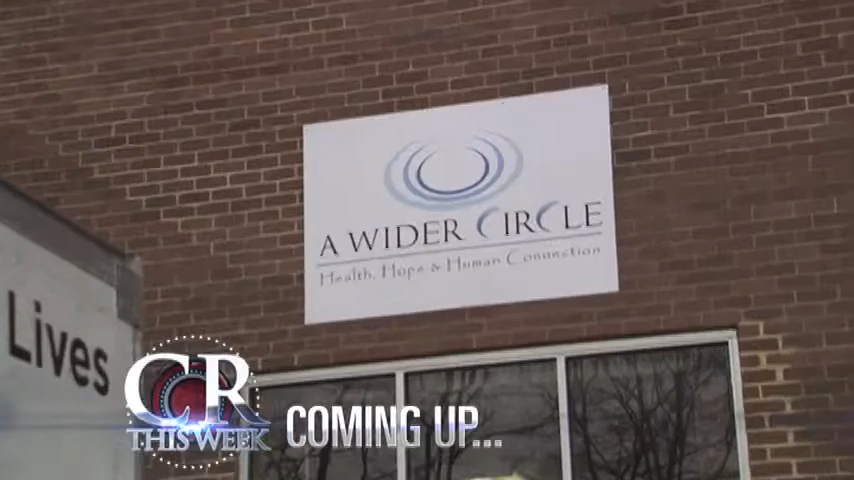 A WIDER CIRCLE
Health, Hope & Human Connection
Lives
CR
THIS WEEK
COMING UP...